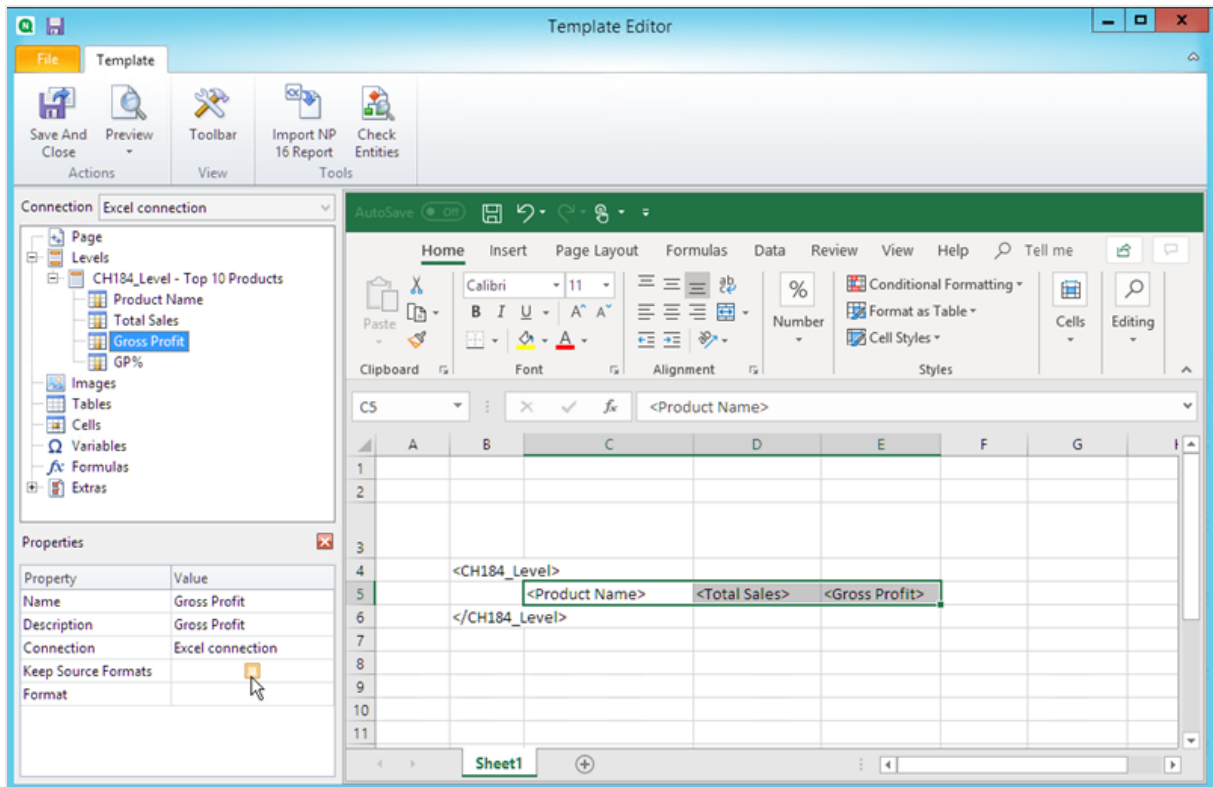 Template Editor
File Template
Save And Close Preview Toolbar Import NP 16 Report Check Entities
Actions View Tools
Connection Excel connection
Page
Levels
CH184_Level - Top 10 Products
Product Name
Total Sales
Gross Profit
GP%
Images
Tables
Cells
Variables
Formulas
Extras
Properties
Property Value
Name Gross Profit
Description Gross Profit
Connection Excel connection
Keep Source Formats
Format
AutoSave Off
Home Insert Page Layout Formulas Data Review View Help Tell me
Paste Calibri 11 ab % Number Conditional Formatting Cells Editing
B I U A A Format as Table
A Cell Styles
Clipboard Font Alignment Styles
C5 fx <Product Name>
A B C D E F G H
1
2
3
4 <CH184_Level>
5 <Product Name> <Total Sales> <Gross Profit>
6 </CH184_Level>
7
8
9
10
11
Sheet1